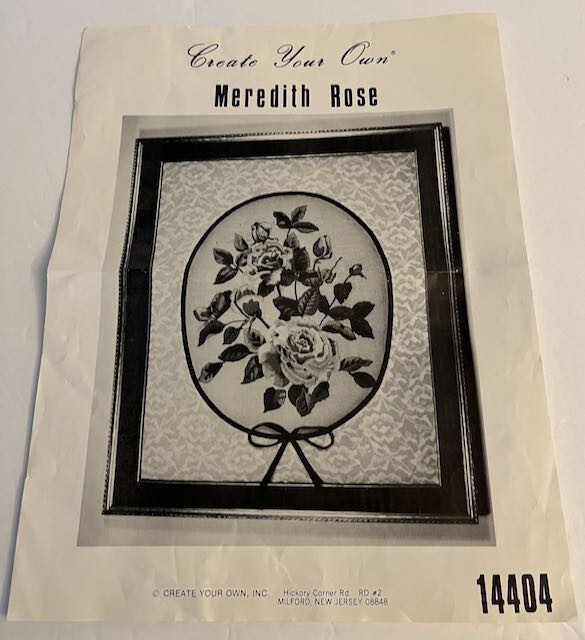 Create Your Own®
Meredith Rose
© CREATE YOUR OWN, INC. Hickory Corner Rd. RD #2
MILFORD, NEW JERSEY 08848
14404